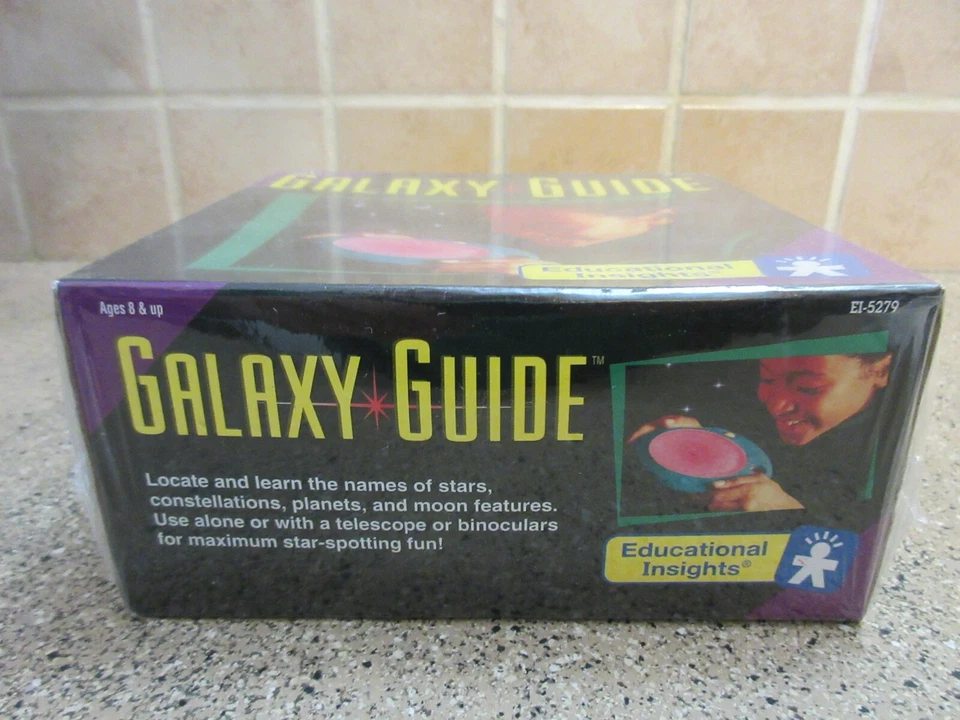 GALAXY GUIDE
Educational
Insights®
Ages 8 & up
EI-5279
GALAXY GUIDE™
Locate and learn the names of stars,
constellations, planets, and moon features.
Use alone or with a telescope or binoculars
for maximum star-spotting fun!
Educational
Insights®